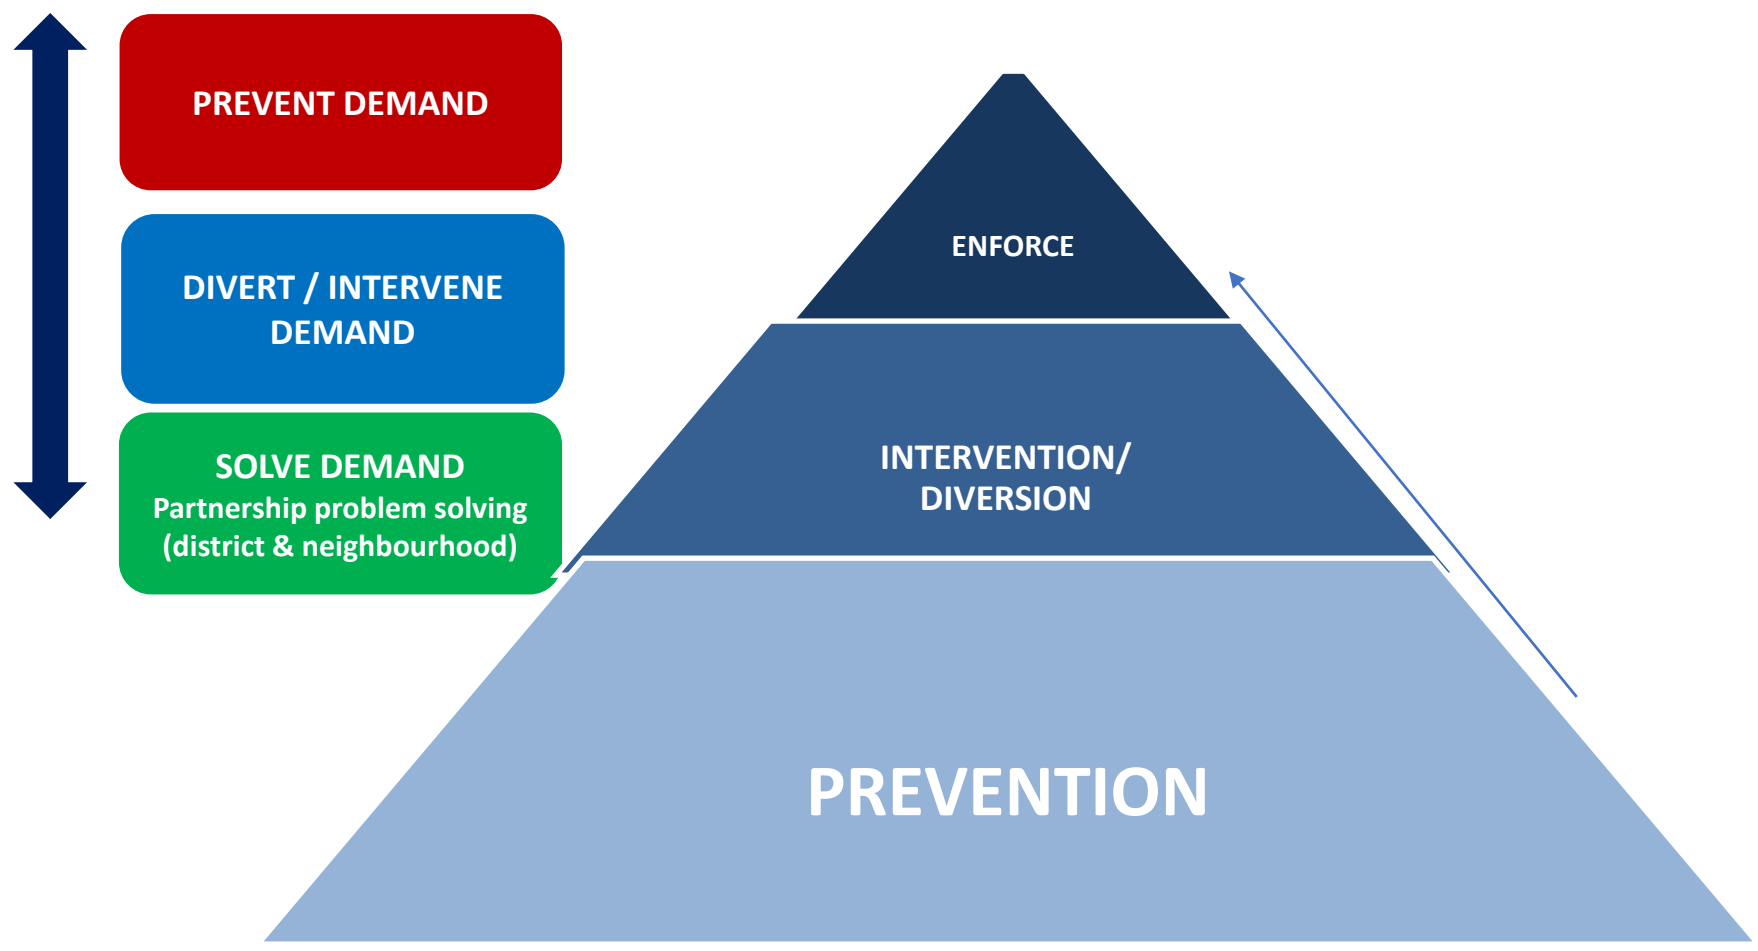 PREVENT DEMAND
DIVERT / INTERVENE
DEMAND
SOLVE DEMAND
Partnership problem solving
(district & neighbourhood)
ENFORCE
INTERVENTION/
DIVERSION
PREVENTION